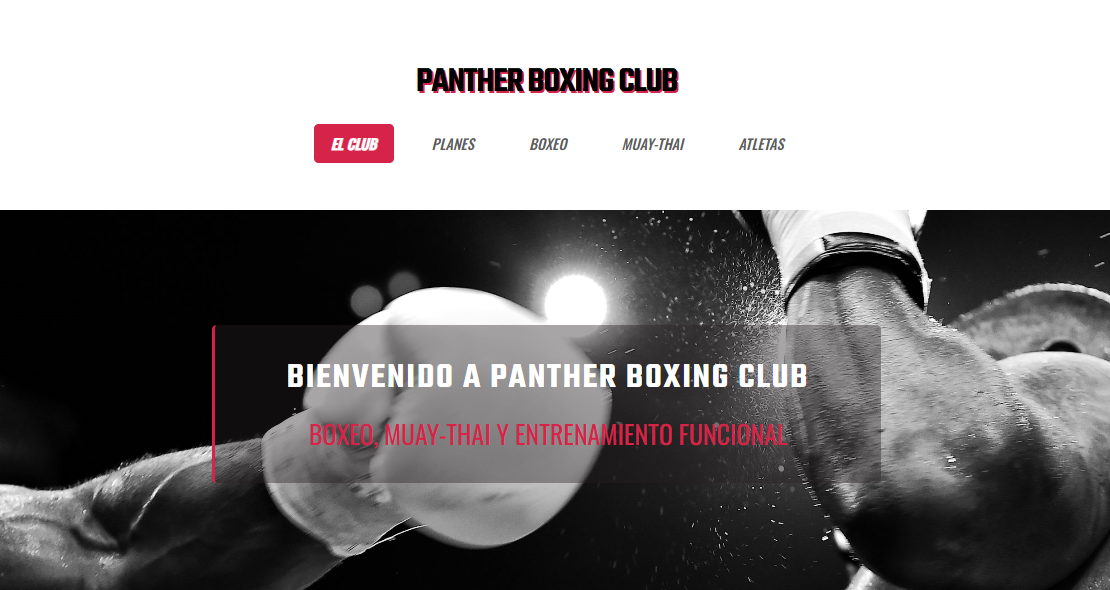 PANTHER BOXING CLUB
EL CLUB PLANES BOXEO MUAY-THAI ATLETAS
BIENVENIDO A PANTHER BOXING CLUB
BOXEO, MUAY-THAI Y ENTRENAMIENTO FUNCIONAL